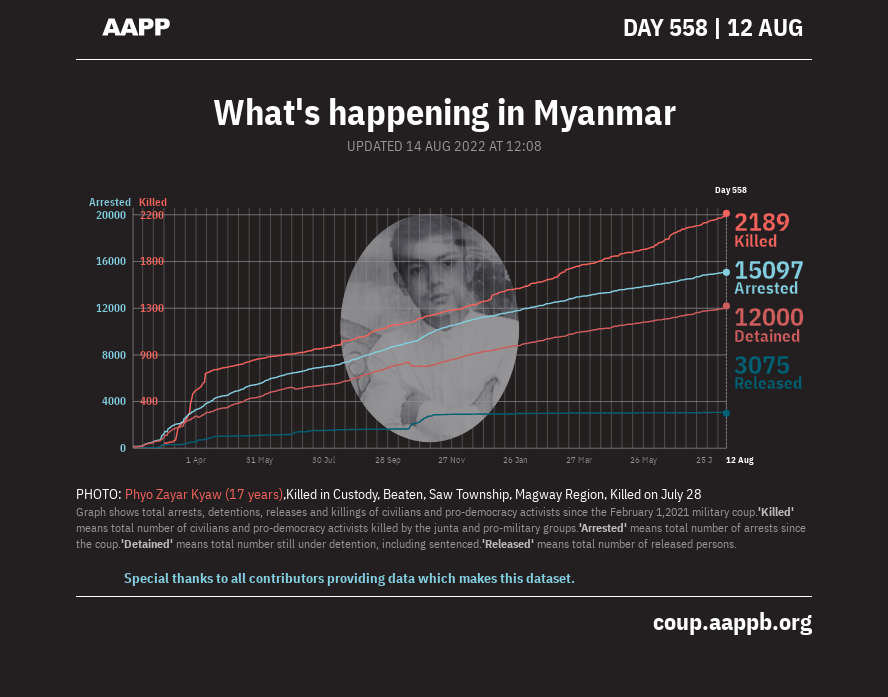 AAPP
DAY 558 | 12 AUG
What's happening in Myanmar
UPDATED 14 AUG 2022 AT 12:08
Day 558
Arrested Killed
20000 2200
16000 1800
12000 1300
8000 900
4000 400
0
2189
Killed
15097
Arrested
12000
Detained
3075
Released
1 Apr 31 May 30 Jul 28 Sep 27 Nov 26 Jan 27 Mar 26 May 25 J 12 Aug
PHOTO: Phyo Zayar Kyaw (17 years),Killed in Custody, Beaten, Saw Township, Magway Region, Killed on July 28
Graph shows total arrests, detentions, releases and killings of civilians and pro-democracy activists since the February 1,2021 military coup.'Killed'
means total number of civilians and pro-democracy activists killed by the junta and pro-military groups.'Arrested' means total number of arrests since
the coup.'Detained' means total number still under detention, including sentenced.'Released' means total number of released persons.
Special thanks to all contributors providing data which makes this dataset.
coup.aappb.org